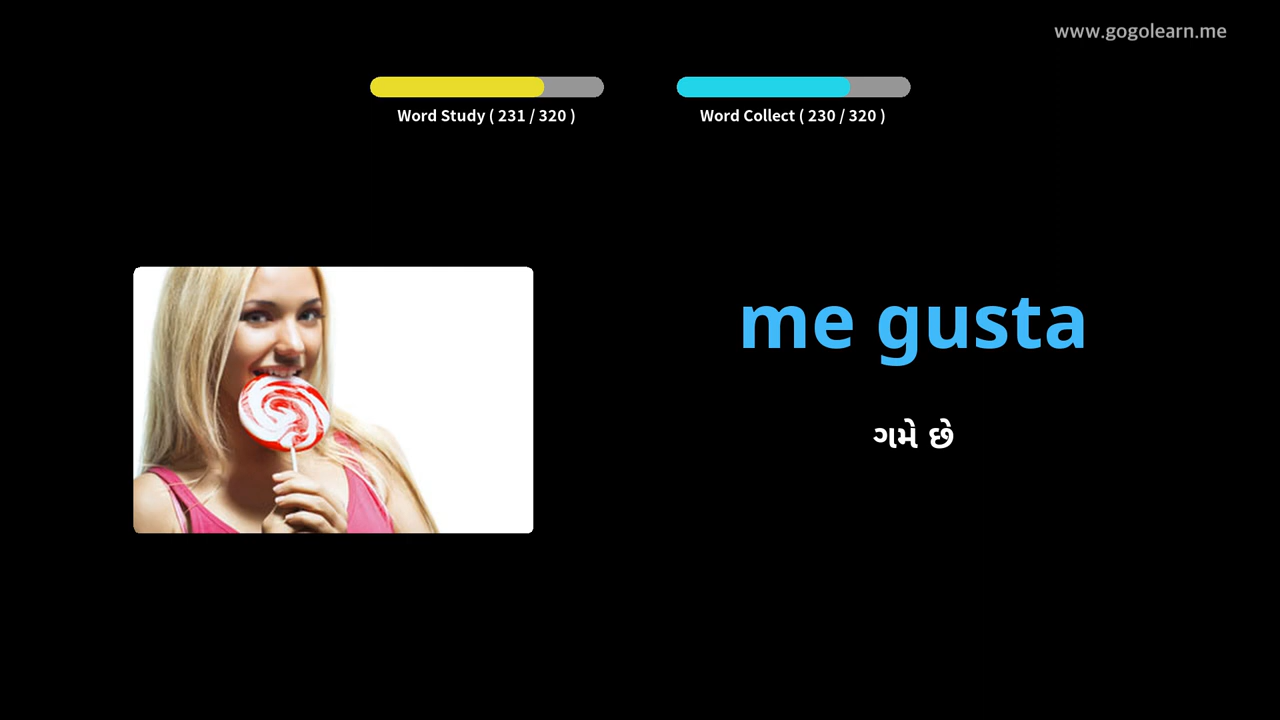 www.gogolearn.me
Word Study ( 231 / 320 )
Word Collect ( 230 / 320 )
me gusta
ગમે છે